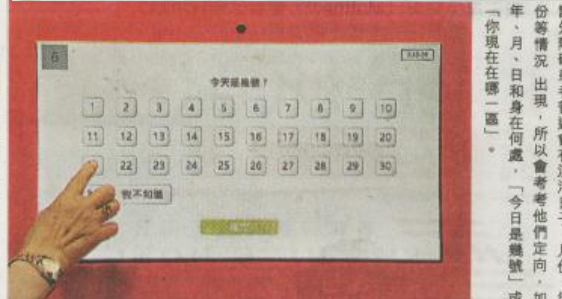 份等情況出現，所以會考考他們定向，如
年、月、日和身在何處，「今日是幾號」或
「你現在在哪一區」。
6
今天是幾號？
1 2 3 4 5 6 7 8 9 10
11 12 13 14 15 16 17 18 19 20
22 23 24 25 26 27 28 29 30
我不知道